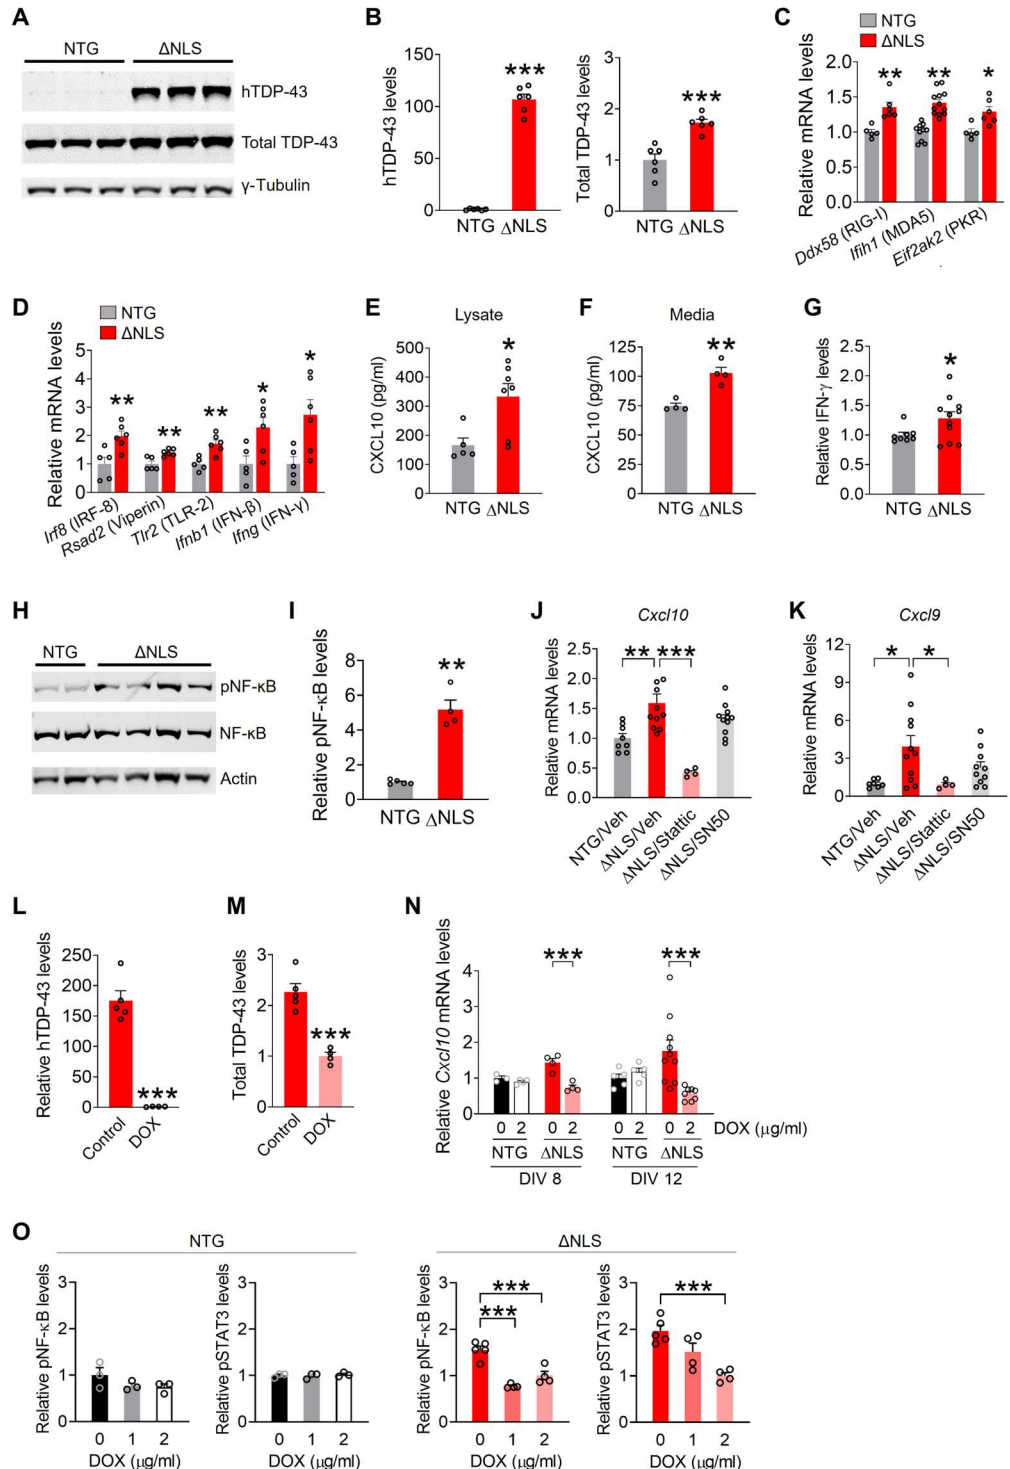 A
NTG ΔNLS
hTDP-43
Total TDP-43
γ-Tubulin
B
hTDP-43 levels
150
100
50
0
***
NTG ΔNLS
Total TDP-43 levels
3
2
1
0
***
NTG ΔNLS
C
NTG
ΔNLS
Relative mRNA levels
2.0
1.5
1.0
0.5
0.0
** ** *
Ddx58 (RIG-I)
Ifih1 (MDA5)
Eif2ak2 (PKR)
D
NTG
ΔNLS
Relative mRNA levels
5
4
3
2
1
0
** ** ** * *
Irf8 (IRF-8)
Rsad2 (Viperin)
Tlr2 (TLR-2)
Ifnb1 (IFN-β)
Ifng (IFN-γ)
E
Lysate
CXCL10 (pg/ml)
500
400
300
200
100
0
*
NTG ΔNLS
F
Media
CXCL10 (pg/ml)
125
100
75
50
25
0
**
NTG ΔNLS
G
Relative IFN-γ levels
2.5
2.0
1.5
1.0
0.5
0.0
*
NTG ΔNLS
H
NTG ΔNLS
pNF-κB
NF-κB
Actin
I
Relative pNF-κB levels
8
6
4
2
0
**
NTG ΔNLS
J
Cxcl10
Relative mRNA levels
2.5
2.0
1.5
1.0
0.5
0.0
** ***
NTG/Veh
ΔNLS/Veh
ΔNLS/Stattic
ΔNLS/SN50
K
Cxcl9
Relative mRNA levels
12
9
6
3
0
* *
NTG/Veh
ΔNLS/Veh
ΔNLS/Stattic
ΔNLS/SN50
L
Relative hTDP-43 levels
250
200
150
100
50
0
***
Control
DOX
M
Total TDP-43 levels
3
2
1
0
***
Control
DOX
N
Relative Cxcl10 mRNA levels
4
3
2
1
0
*** ***
0 2 0 2 0 2 0 2 DOX (μg/ml)
NTG ΔNLS NTG ΔNLS
DIV 8 DIV 12
O
NTG
Relative pNF-κB levels
3
2
1
0
0 1 2
DOX (μg/ml)
Relative pSTAT3 levels
3
2
1
0
0 1 2
DOX (μg/ml)
ΔNLS
Relative pNF-κB levels
3
2
1
0
***
***
0 1 2
DOX (μg/ml)
Relative pSTAT3 levels
3
2
1
0
***
0 1 2
DOX (μg/ml)